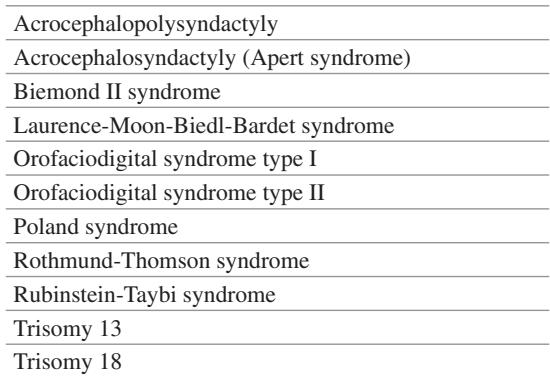 Acrocephalopolysyndactyly
Acrocephalosyndactyly (Apert syndrome)
Biemond II syndrome
Laurence-Moon-Biedl-Bardet syndrome
Orofaciodigital syndrome type I
Orofaciodigital syndrome type II
Poland syndrome
Rothmund-Thomson syndrome
Rubinstein-Taybi syndrome
Trisomy 13
Trisomy 18